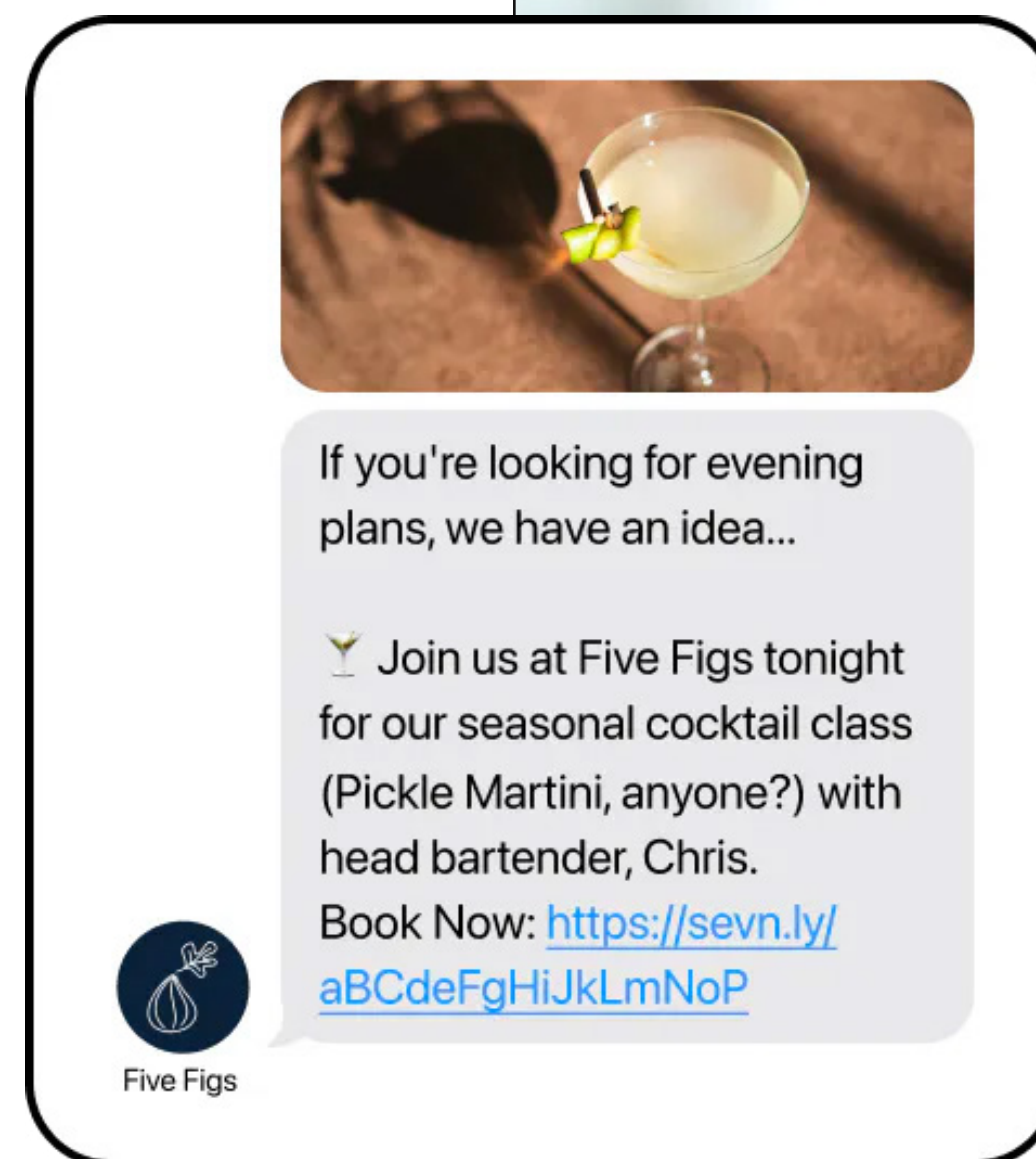 If you're looking for evening
plans, we have an idea...
🍸 Join us at Five Figs tonight
for our seasonal cocktail class
(Pickle Martini, anyone?) with
head bartender, Chris.
Book Now: https://sevn.ly/
aBCdeFgHiJkLmNoP
Five Figs